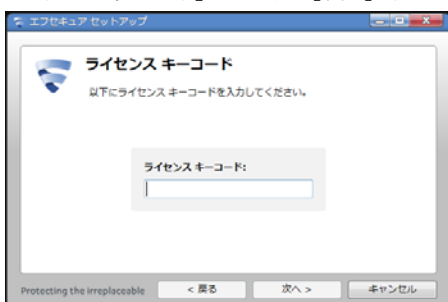 エフセキュア セットアップ
ライセンス キーコード
以下にライセンス キーコードを入力してください。
ライセンス キーコード:
Protecting the irreplaceable
< 戻る
次へ >
キャンセル